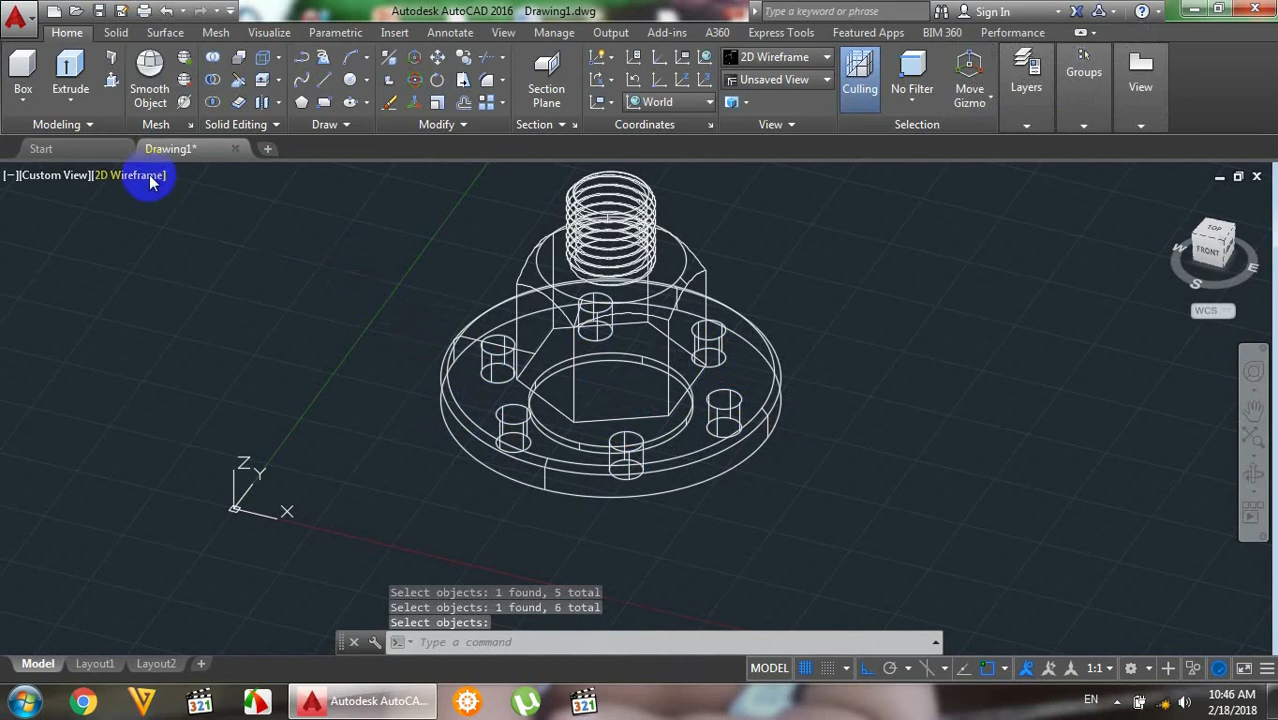 Autodesk AutoCAD 2016 Drawing1.dwg
Type a keyword or phrase
Sign In
Home Solid Surface Mesh Visualize Parametric Insert Annotate View Manage Output Add-ins A360 Express Tools Featured Apps BIM 360 Performance
2D Wireframe
Unsaved View
World
Box Extrude Smooth Object Section Plane Culling No Filter Move Gizmo Layers Groups View
Modeling Mesh Solid Editing Draw Modify Section Coordinates View Selection
Start Drawing1*
[−][Custom View][2D Wireframe]
TOP
FRONT
W
E
S
WCS
Z
Y
X
Select objects: 1 found, 5 total
Select objects: 1 found, 6 total
Select objects:
Type a command
Model Layout1 Layout2
MODEL 1:1
321 Autodesk AutoCAD... 321 EN 10:46 AM
2/18/2018